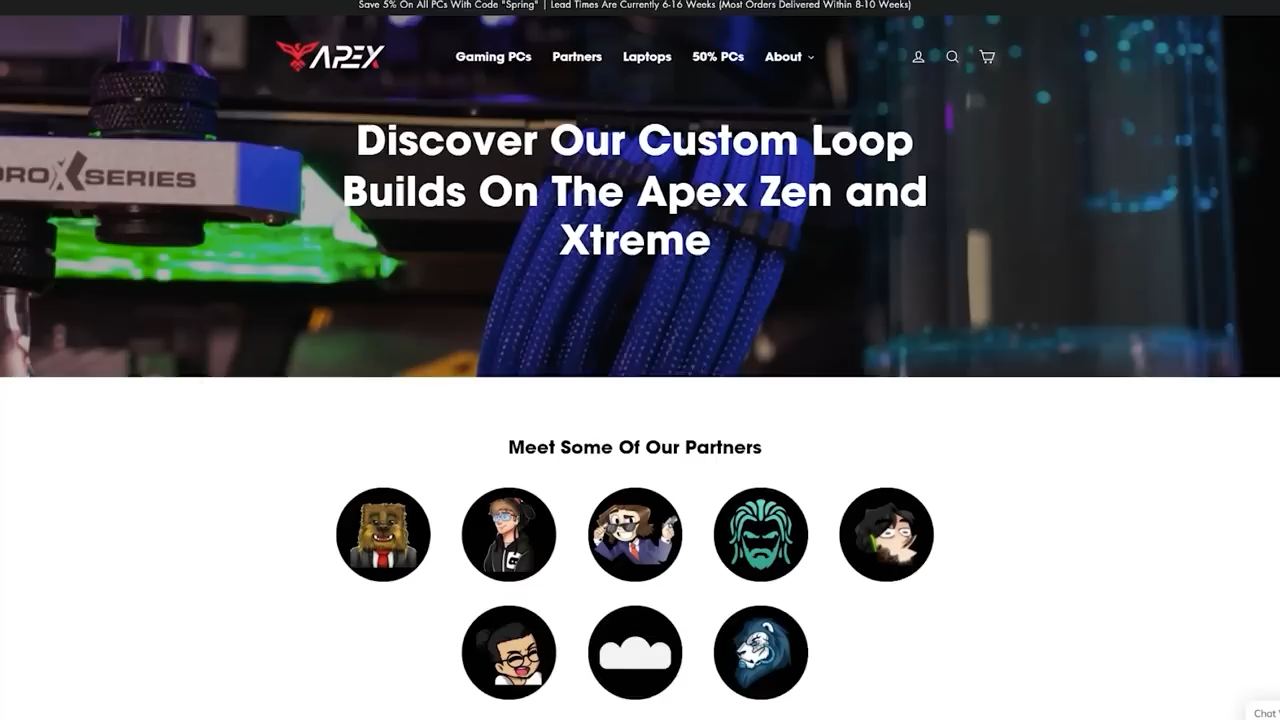 Save 5% On All PCs With Code "Spring" | Lead Times Are Currently 6-16 Weeks (Most Orders Delivered Within 8-10 Weeks)
APEX
Gaming PCs Partners Laptops 50% PCs About
Discover Our Custom Loop
Builds On The Apex Zen and
Xtreme
SERIES
Meet Some Of Our Partners
Chat